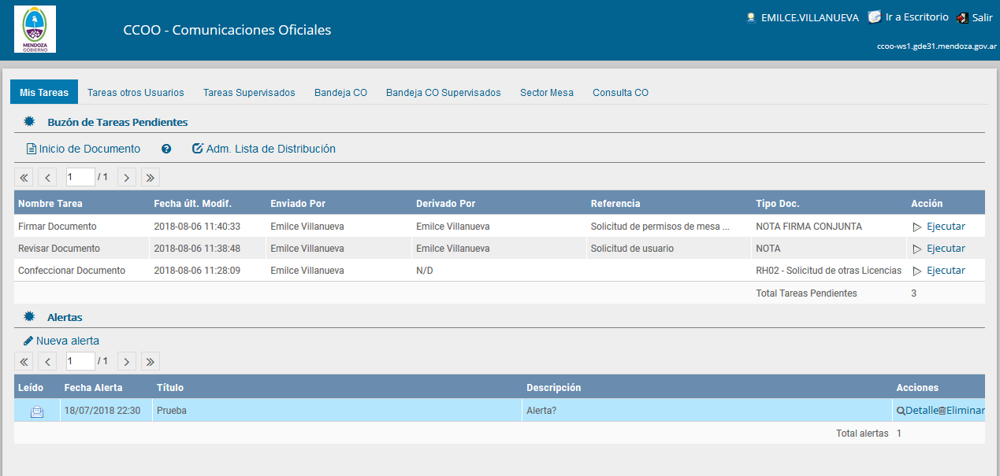 MENDOZA
GOBIERNO
CCOO - Comunicaciones Oficiales
EMILCE.VILLANUEVA Ir a Escritorio Salir
ccoo-ws1.gde31.mendoza.gov.ar
Mis Tareas Tareas otros Usuarios Tareas Supervisados Bandeja CO Bandeja CO Supervisados Sector Mesa Consulta CO
Buzón de Tareas Pendientes
Inicio de Documento ? Adm. Lista de Distribución
1 / 1
Nombre Tarea Fecha últ. Modif. Enviado Por Derivado Por Referencia Tipo Doc. Acción
Firmar Documento 2018-08-06 11:40:33 Emilce Villanueva Emilce Villanueva Solicitud de permisos de mesa ... NOTA FIRMA CONJUNTA Ejecutar
Revisar Documento 2018-08-06 11:38:48 Emilce Villanueva Emilce Villanueva Solicitud de usuario NOTA Ejecutar
Confeccionar Documento 2018-08-06 11:28:09 Emilce Villanueva N/D RH02 - Solicitud de otras Licencias Ejecutar
Total Tareas Pendientes 3
Alertas
Nueva alerta
1 / 1
Leído Fecha Alerta Título Descripción Acciones
18/07/2018 22:30 Prueba Alerta? Detalle Eliminar
Total alertas 1